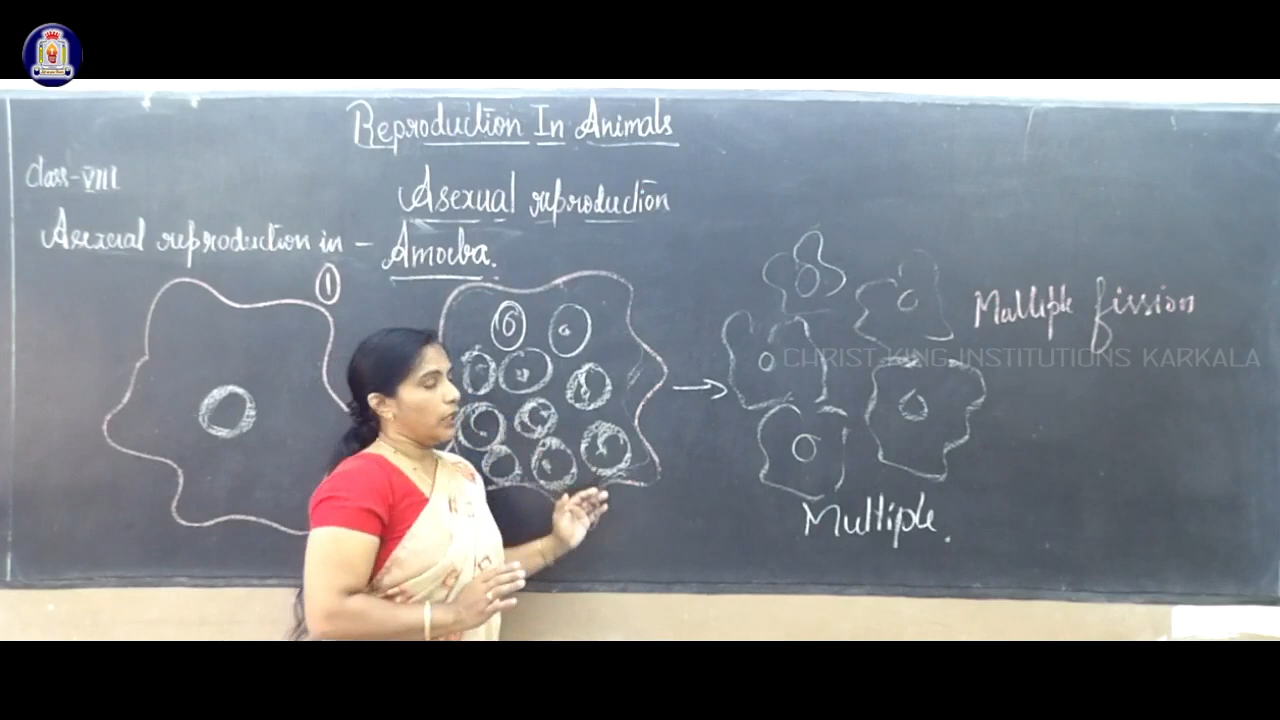 Reproduction In Animals
Class-VIII
Asexual reproduction
Asexual reproduction in - Amoeba.
1
Multiple fission
CHRIST KING INSTITUTIONS KARKALA
Multiple.